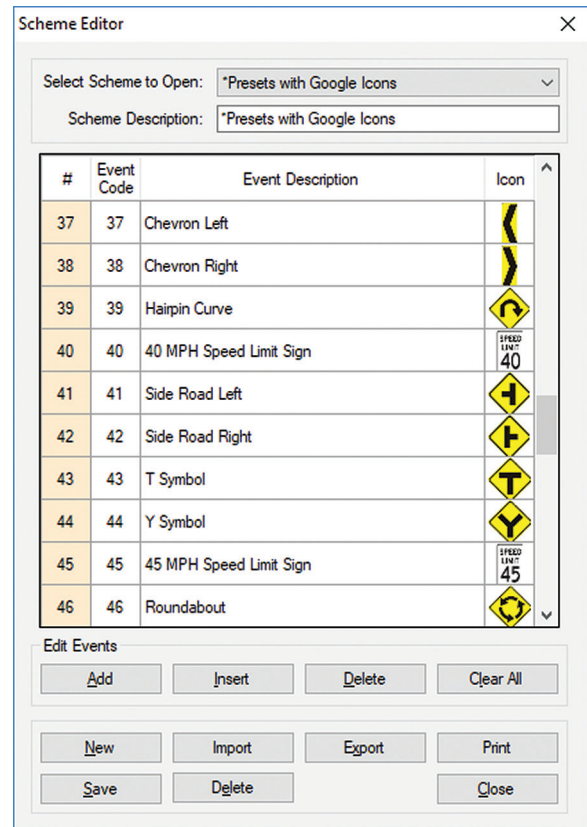 Scheme Editor
Select Scheme to Open: *Presets with Google Icons
Scheme Description: *Presets with Google Icons
# Event Code Event Description Icon
37 37 Chevron Left
38 38 Chevron Right
39 39 Hairpin Curve
40 40 40 MPH Speed Limit Sign SPEED LIMIT 40
41 41 Side Road Left
42 42 Side Road Right
43 43 T Symbol
44 44 Y Symbol
45 45 45 MPH Speed Limit Sign SPEED LIMIT 45
46 46 Roundabout
Edit Events
Add Insert Delete Clear All
New Import Export Print
Save Delete Close